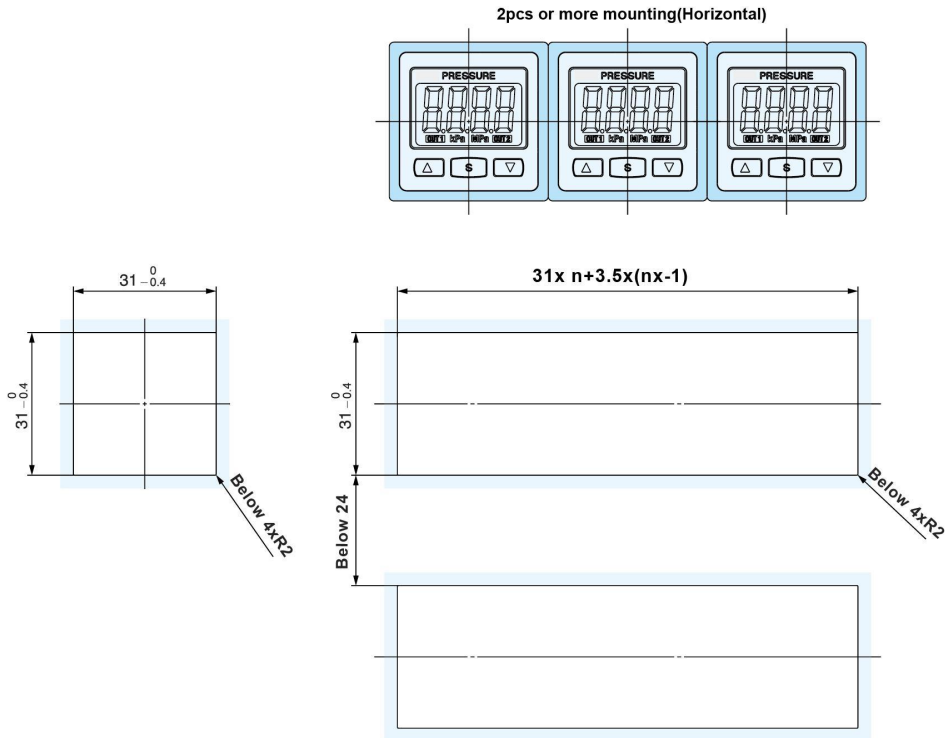 2pcs or more mounting(Horizontal)
PRESSURE
OUT1 kPa MPa OUT2
S
PRESSURE
OUT1 kPa MPa OUT2
S
PRESSURE
OUT1 kPa MPa OUT2
S
31 0 -0.4
31x n+3.5x(nx-1)
31 0 -0.4
31 0 -0.4
Below 4xR2
Below 24
Below 4xR2